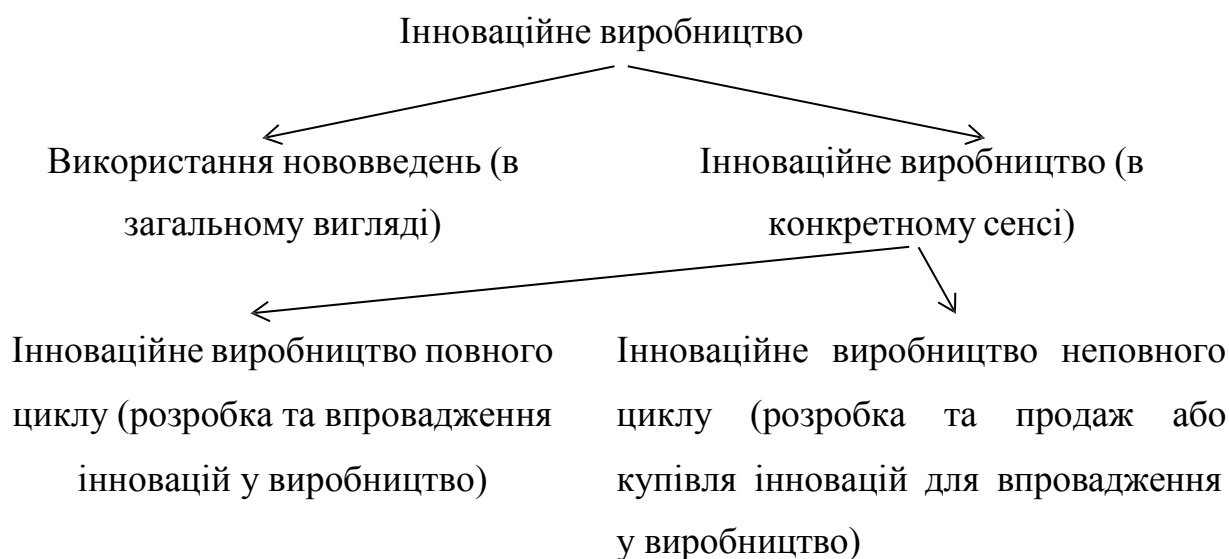 Інноваційне виробництво
Використання нововведень (в
загальному вигляді)
Інноваційне виробництво (в
конкретному сенсі)
Інноваційне виробництво повного
циклу (розробка та впровадження
інновацій у виробництво)
Інноваційне виробництво неповного
циклу (розробка та продаж або
купівля інновацій для впровадження
у виробництво)